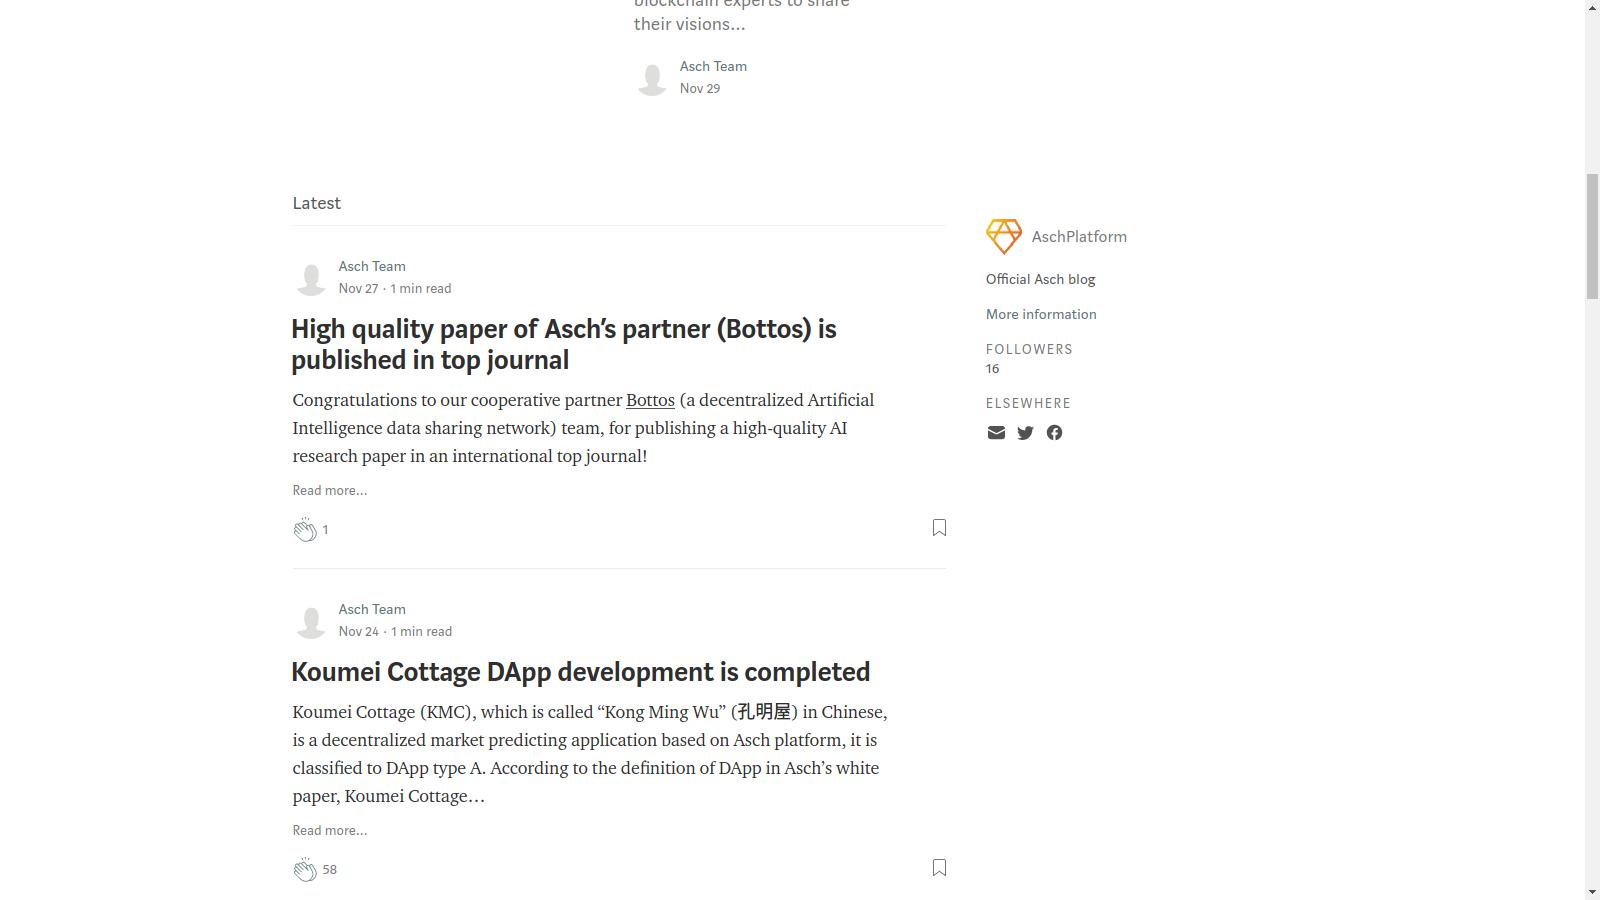 blockchain experts to share
their visions…
Asch Team
Nov 29
Latest
Asch Team
Nov 27 · 1 min read
High quality paper of Asch’s partner (Bottos) is
published in top journal
Congratulations to our cooperative partner Bottos (a decentralized Artificial
Intelligence data sharing network) team, for publishing a high-quality AI
research paper in an international top journal!
Read more…
1
Asch Team
Nov 24 · 1 min read
Koumei Cottage DApp development is completed
Koumei Cottage (KMC), which is called “Kong Ming Wu” (孔明屋) in Chinese,
is a decentralized market predicting application based on Asch platform, it is
classified to DApp type A. According to the definition of DApp in Asch’s white
paper, Koumei Cottage…
Read more…
58
AschPlatform
Official Asch blog
More information
FOLLOWERS
16
ELSEWHERE